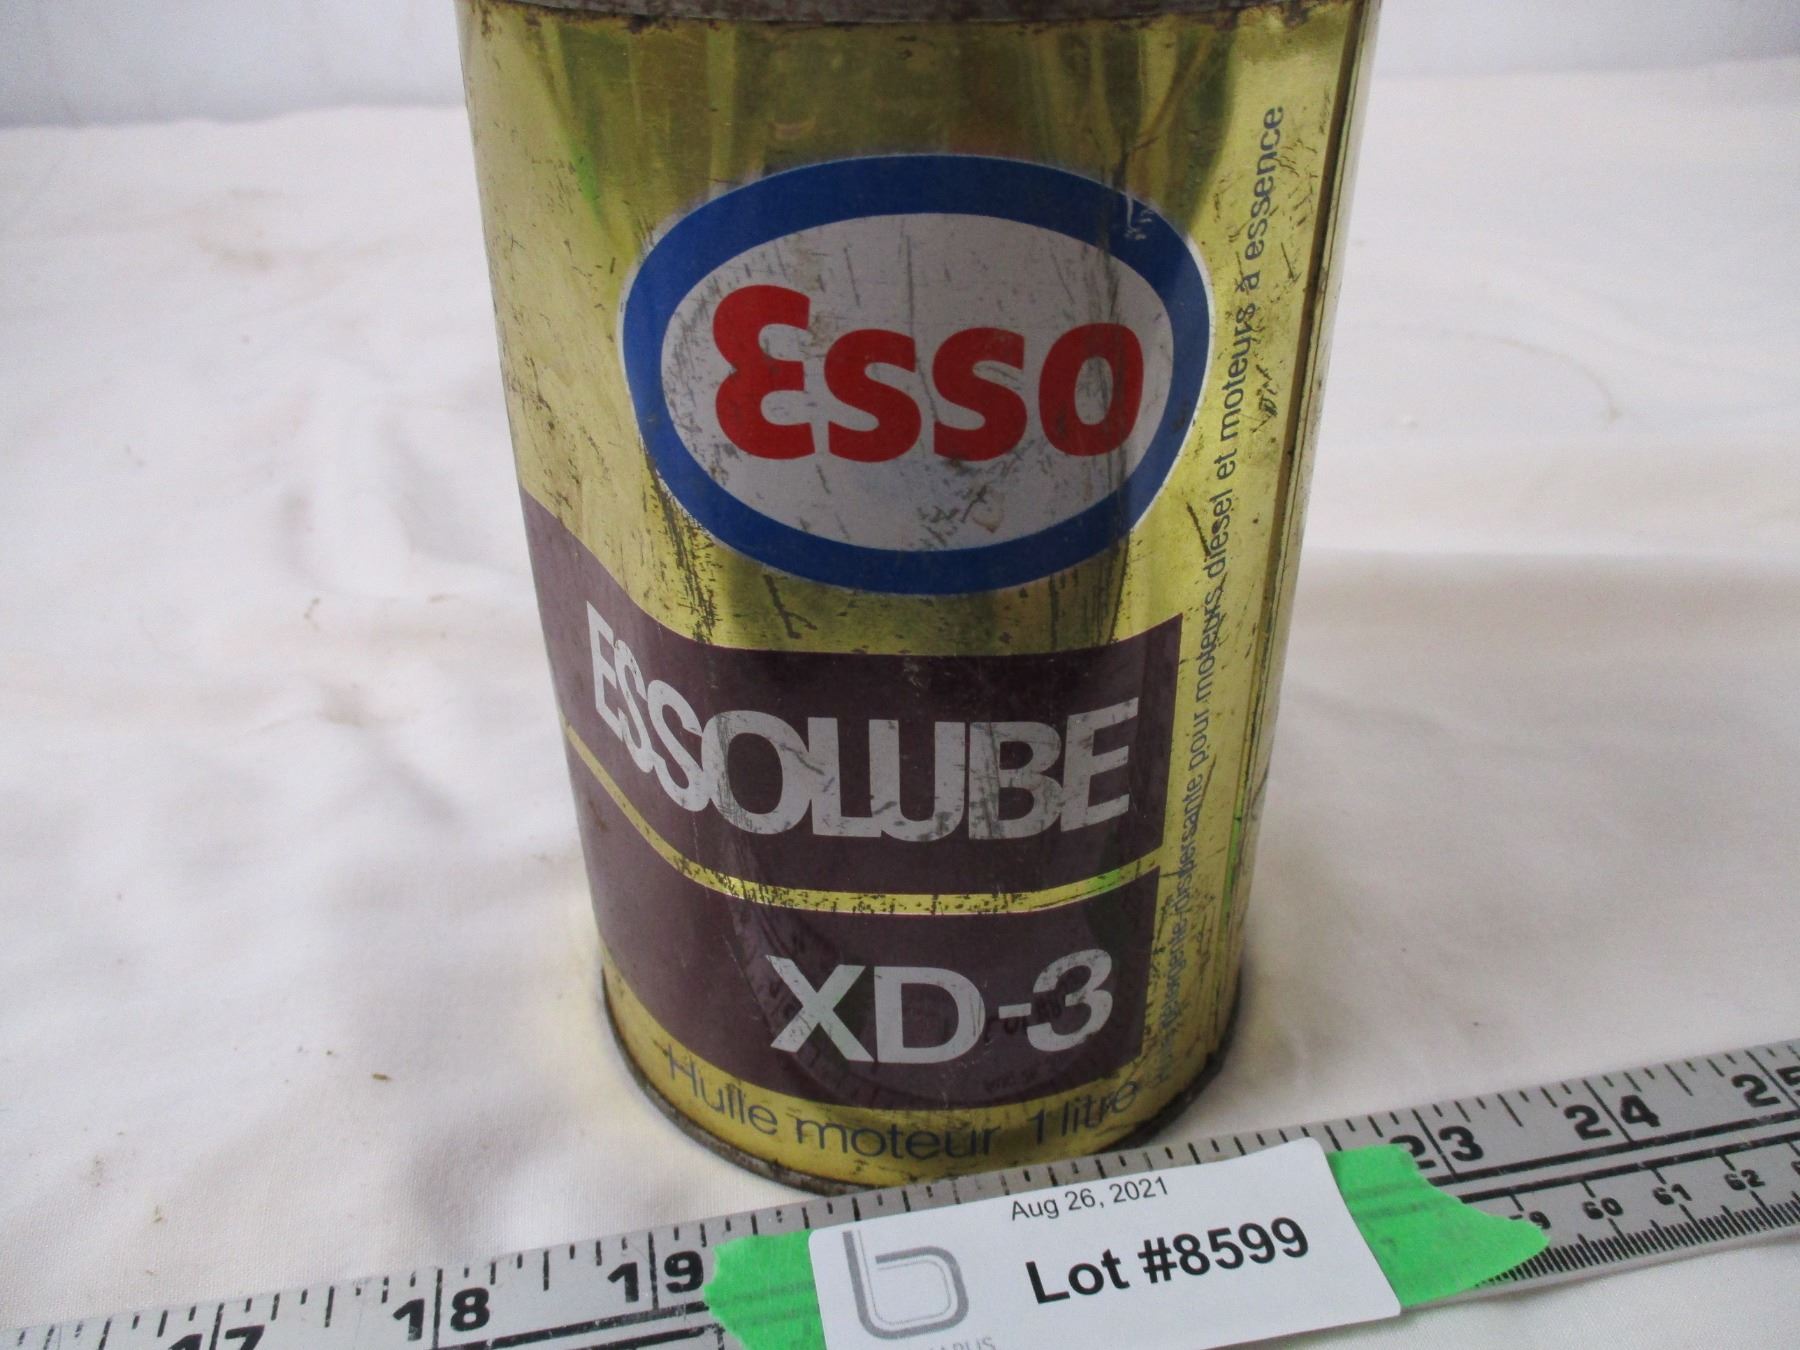 Esso
ESSOLUBE
XD-3
Huile moteur 1 litre
pour moteurs diesel et moteurs à essence
17 18 19 23 24
59 60 61 62
Aug 26, 2021
Lot #8599